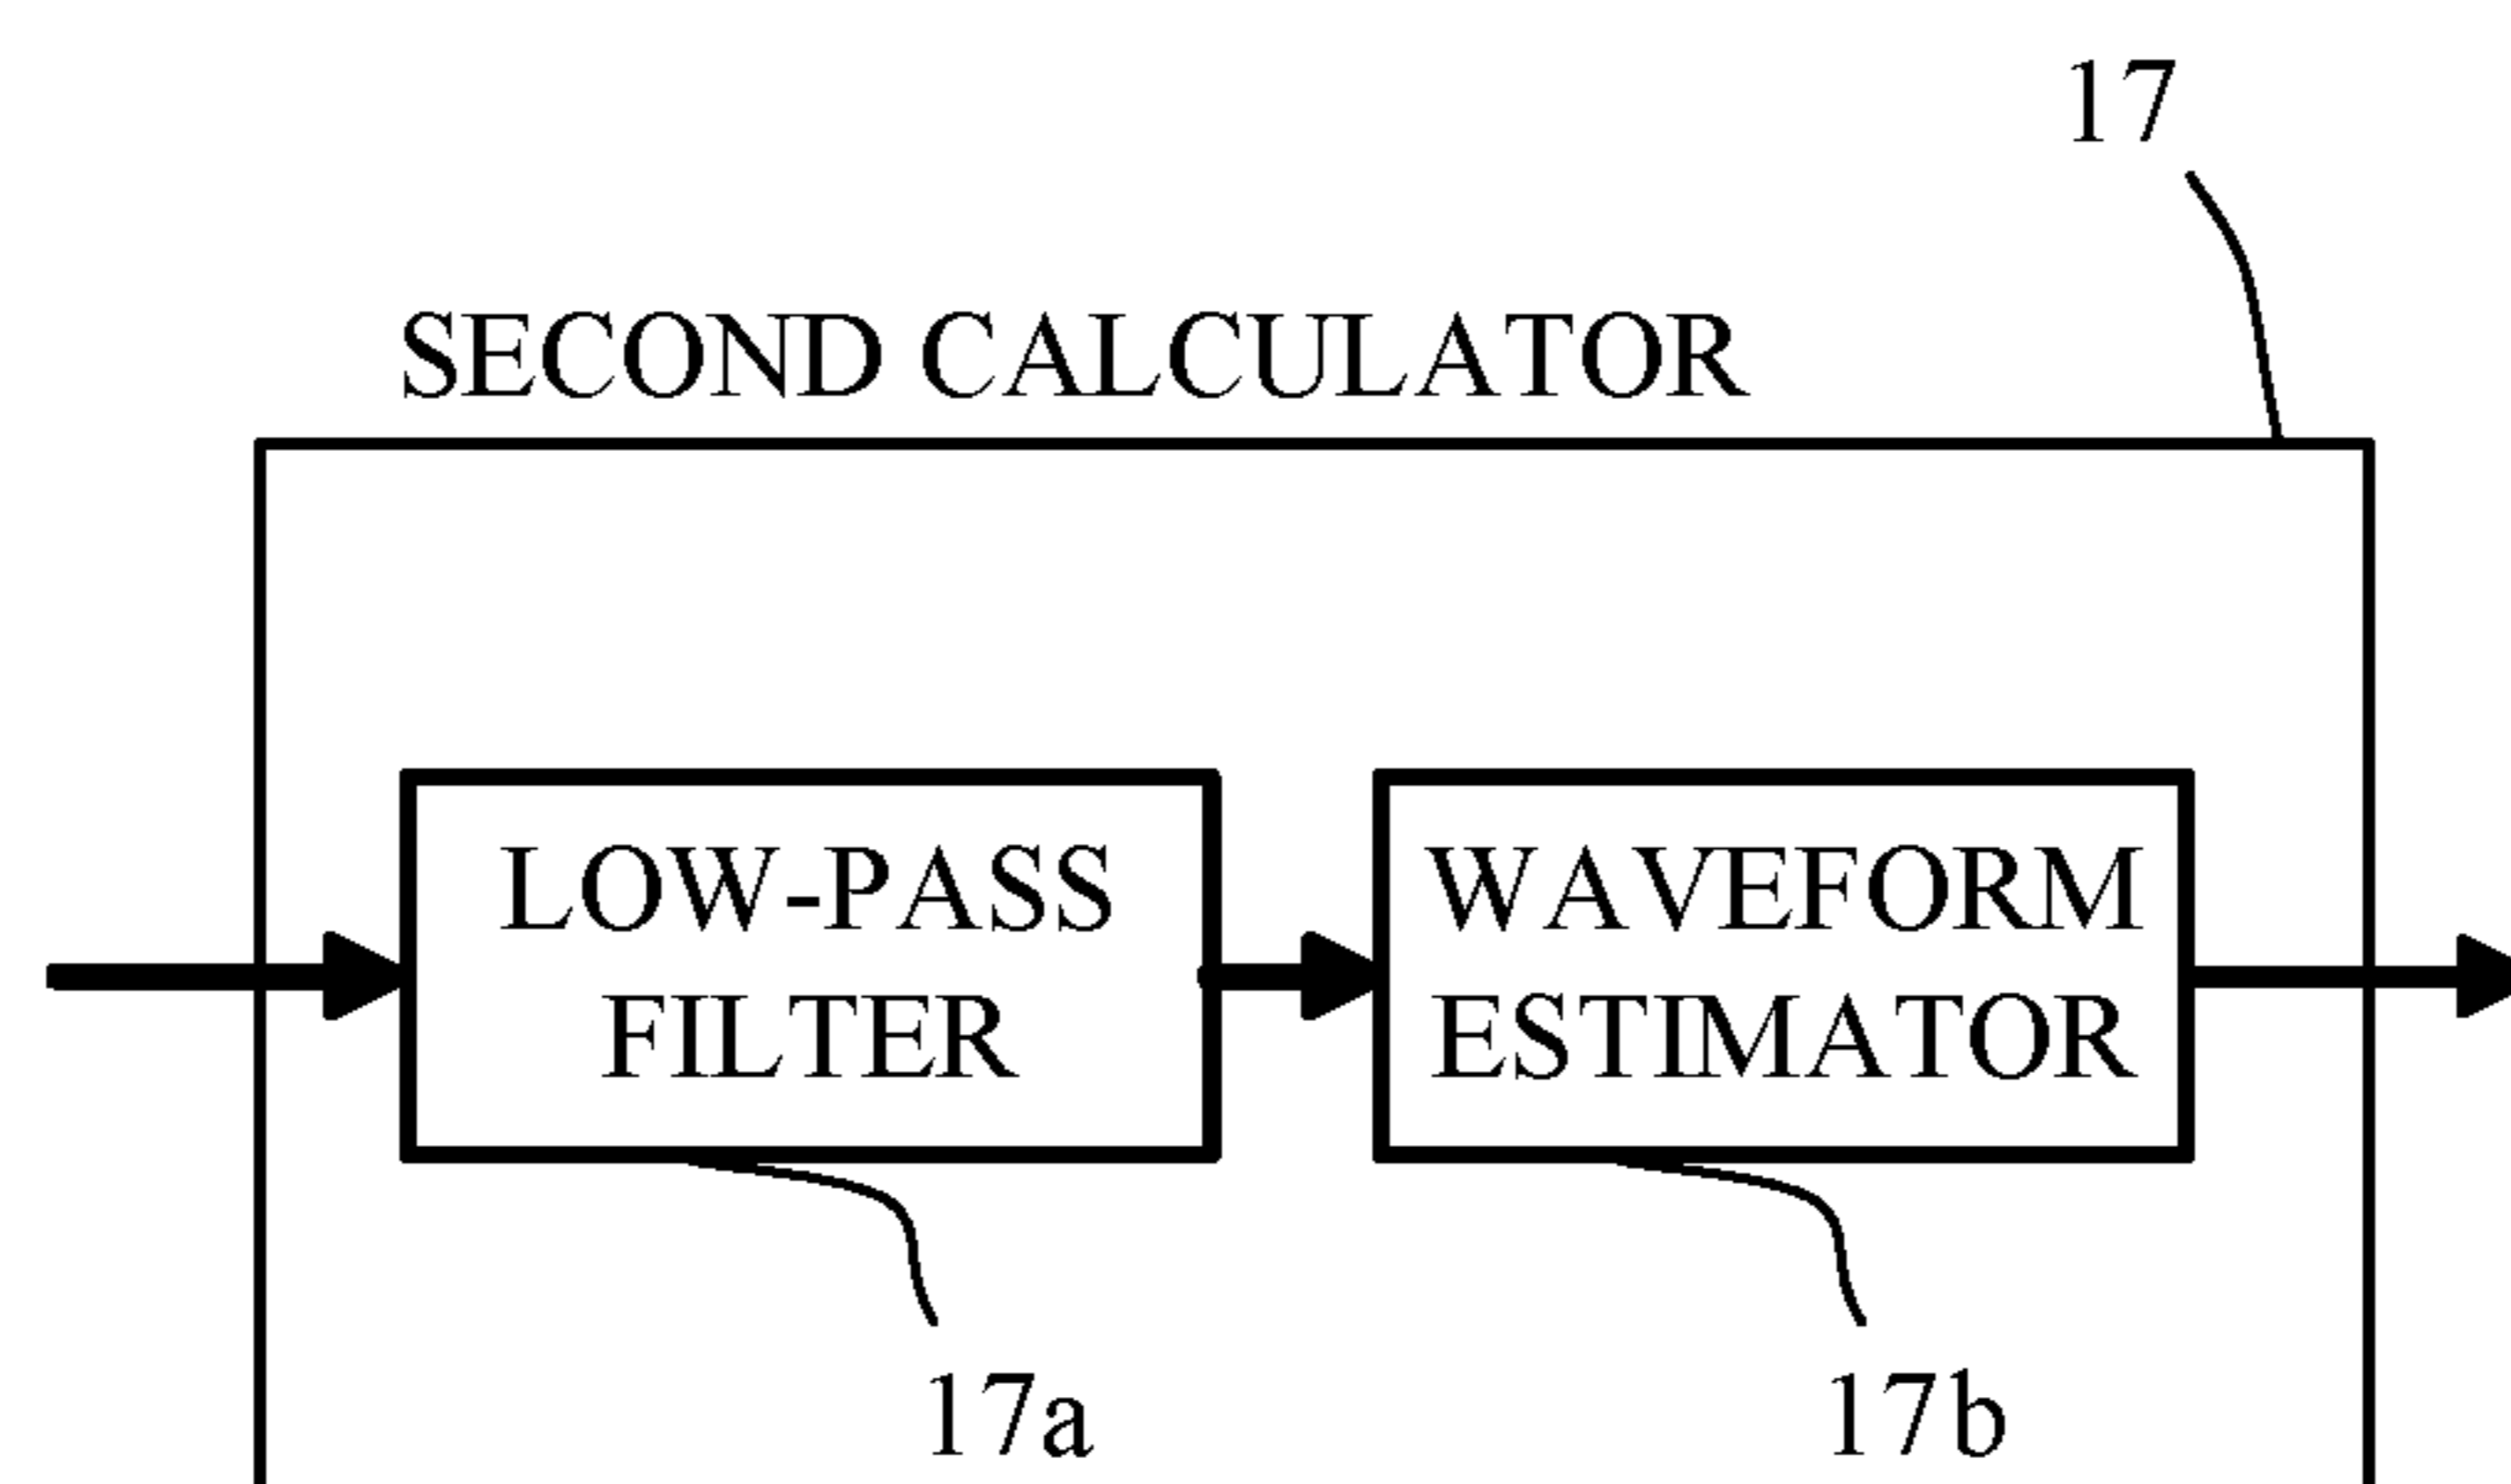 17
SECOND CALCULATOR
LOW-PASS
FILTER
WAVEFORM
ESTIMATOR
17a
17b